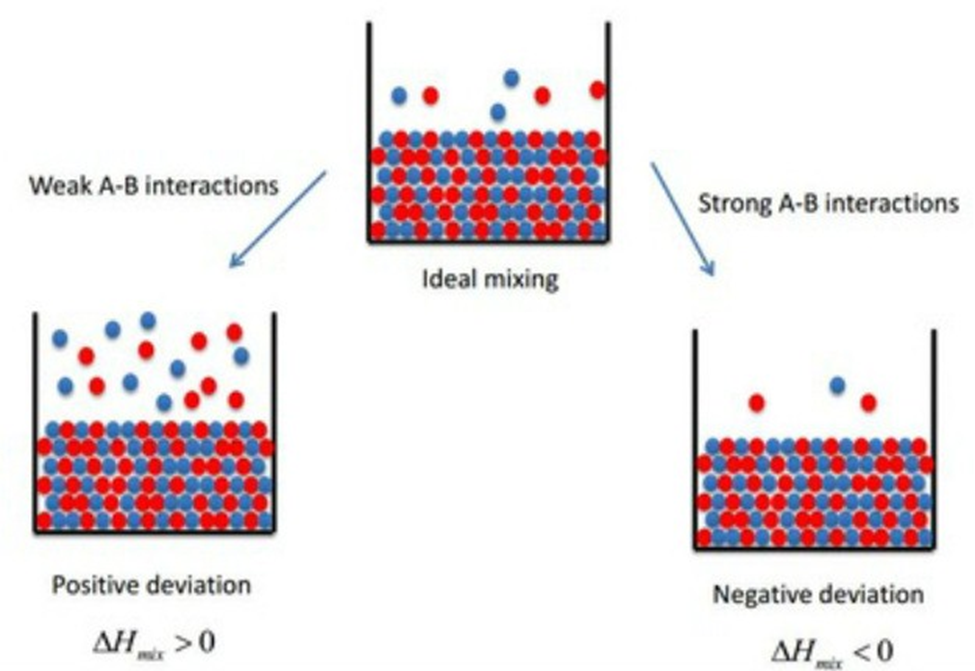 Weak A-B interactions
Strong A-B interactions
Ideal mixing
Positive deviation
Negative deviation
ΔH_mix > 0
ΔH_mix < 0